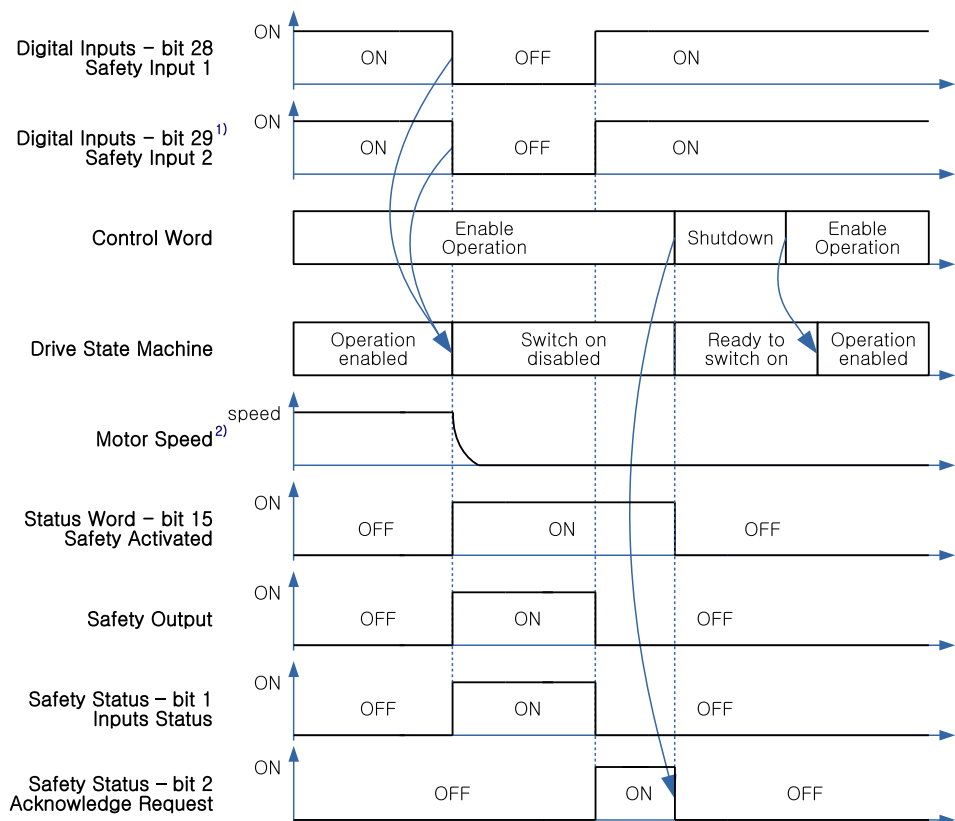 ON
Digital Inputs – bit 28
Safety Input 1
ON
OFF
ON
ON
Digital Inputs – bit 29 1)
Safety Input 2
ON
OFF
ON
Control Word
Enable
Operation
Shutdown
Enable
Operation
Drive State Machine
Operation
enabled
Switch on
disabled
Ready to
switch on
Operation
enabled
speed
Motor Speed 2)
ON
Status Word – bit 15
Safety Activated
OFF
ON
OFF
ON
Safety Output
OFF
ON
OFF
ON
Safety Status – bit 1
Inputs Status
OFF
ON
OFF
ON
Safety Status – bit 2
Acknowledge Request
OFF
ON
OFF